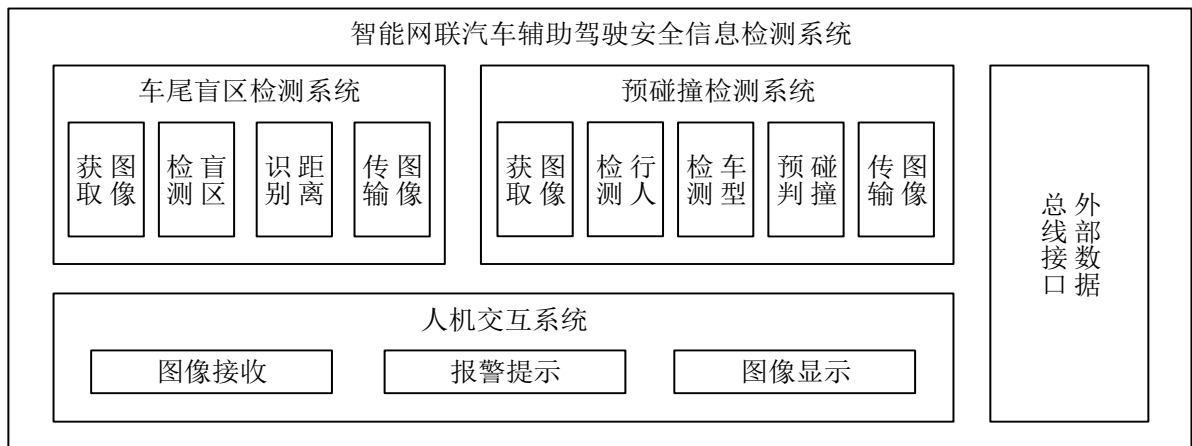 智能网联汽车辅助驾驶安全信息检测系统
车尾盲区检测系统
获取
图像
检测
盲区
识别
距离
传输
图像
预碰撞检测系统
获取
图像
检测
行人
检测
车型
预判
碰撞
传输
图像
外部数据
总线接口
人机交互系统
图像接收
报警提示
图像显示